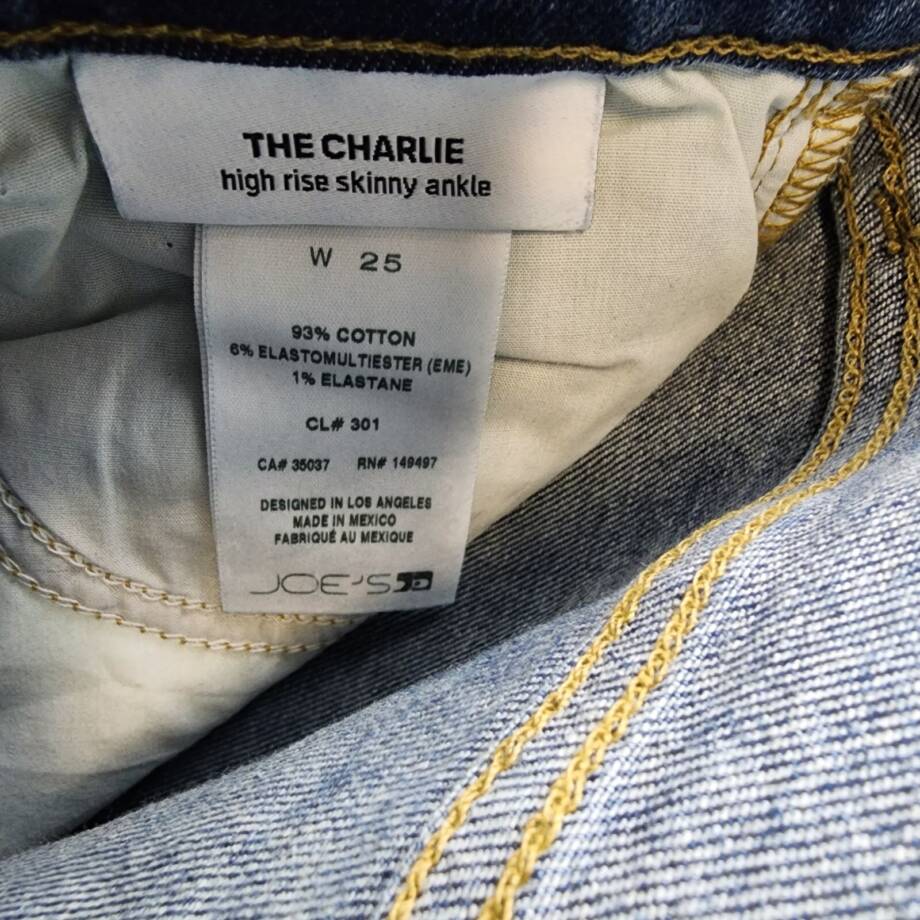 THE CHARLIE
high rise skinny ankle
W 25
93% COTTON
6% ELASTOMULTIESTER (EME)
1% ELASTANE
CL# 301
CA# 35037 RN# 149497
DESIGNED IN LOS ANGELES
MADE IN MEXICO
FABRIQUÉ AU MEXIQUE
JOE'S